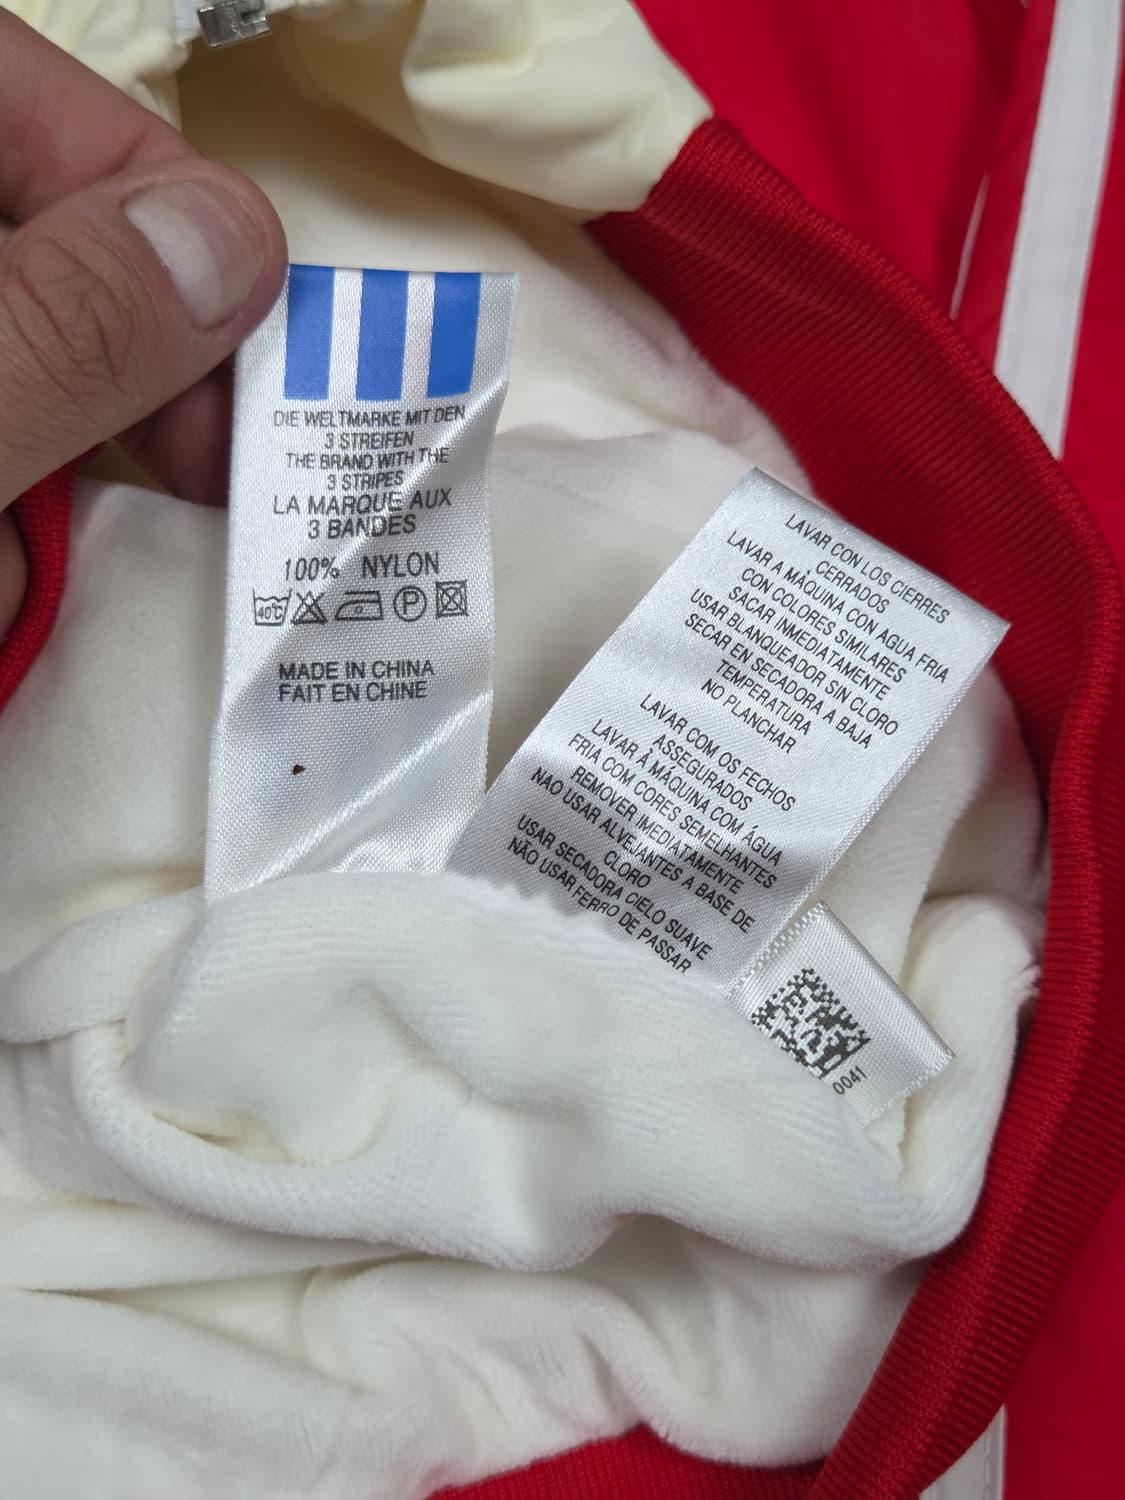 DIE WELTMARKE MIT DEN
3 STREIFEN
THE BRAND WITH THE
3 STRIPES
LA MARQUE AUX
3 BANDES
100% NYLON
40°C P
MADE IN CHINA
FAIT EN CHINE
LAVAR CON LOS CIERRES
CERRADOS
LAVAR A MÁQUINA CON AGUA FRIA
CON COLORES SIMILARES
SACAR INMEDIATAMENTE
USAR BLANQUEADOR SIN CLORO
SECAR EN SECADORA A BAJA
TEMPERATURA
NO PLANCHAR
LAVAR COM OS FECHOS
ASSEGURADOS
LAVAR À MÁQUINA COM ÁGUA
FRIA COM CORES SEMELHANTES
REMOVER IMEDIATAMENTE
NAO USAR ALVEJANTES A BASE DE
CLORO
USAR SECADORA CIELO SUAVE
NÃO USAR FERRO DE PASSAR
0041